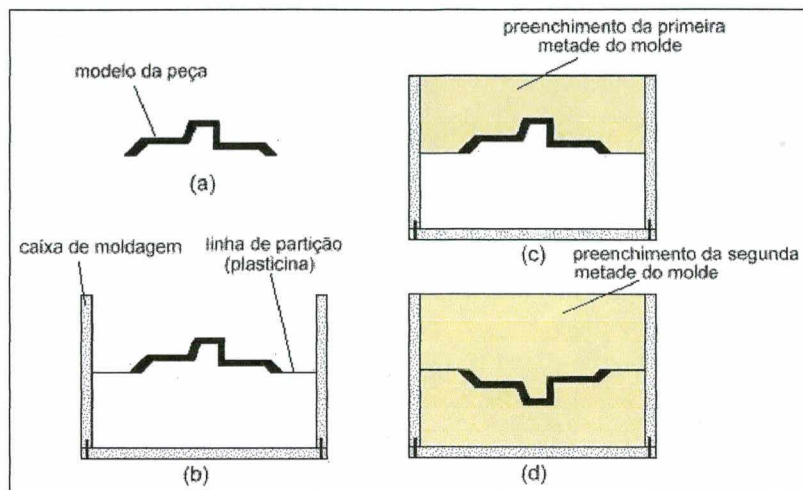 modelo da peça
(a)
preenchimento da primeira
metade do molde
(c)
caixa de moldagem
linha de partição
(plasticina)
(b)
preenchimento da segunda
metade do molde
(d)